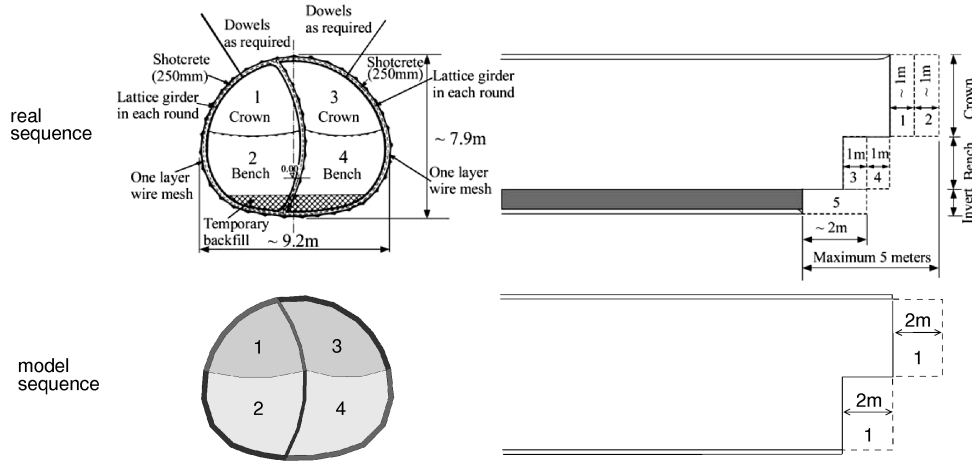 real
sequence
Dowels
as required
Dowels
as required
Shotcrete
(250mm)
Shotcrete
(250mm)
Lattice girder
in each round
Lattice girder
in each round
1
Crown
3
Crown
2
Bench
4
Bench
0.00
One layer
wire mesh
One layer
wire mesh
Temporary
backfill
~ 7.9m
~ 9.2m
~ 1m
~ 1m
1
2
Crown
1m
1m
3
4
Bench
5
Invert
~ 2m
Maximum 5 meters
model
sequence
1
3
2
4
2m
1
2m
1